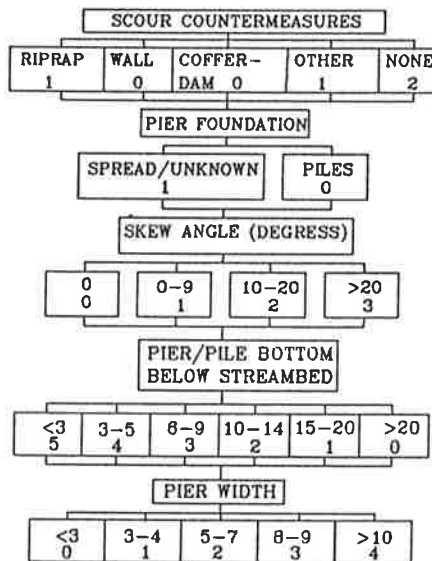 SCOUR COUNTERMEASURES
RIPRAP WALL COFFER- OTHER NONE
1 0 DAM 0 1 2
PIER FOUNDATION
SPREAD/UNKNOWN PILES
1 0
SKEW ANGLE (DEGRESS)
0 0-9 10-20 >20
0 1 2 3
PIER/PILE BOTTOM
BELOW STREAMBED
<3 3-5 6-9 10-14 15-20 >20
5 4 3 2 1 0
PIER WIDTH
<3 3-4 5-7 8-9 >10
0 1 2 3 4